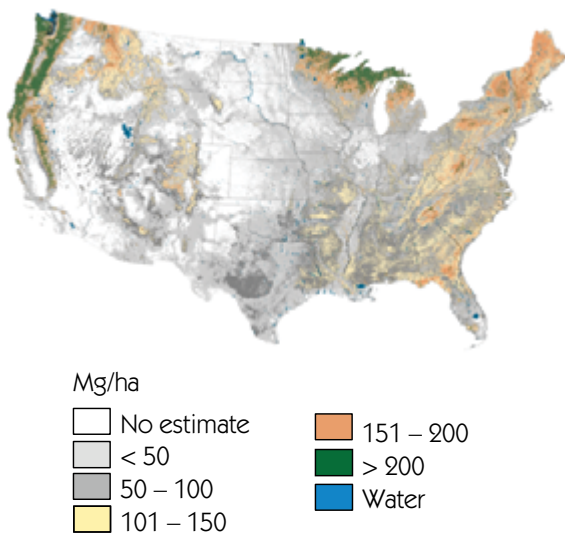 Mg/ha
No estimate
< 50
50 – 100
101 – 150
151 – 200
> 200
Water